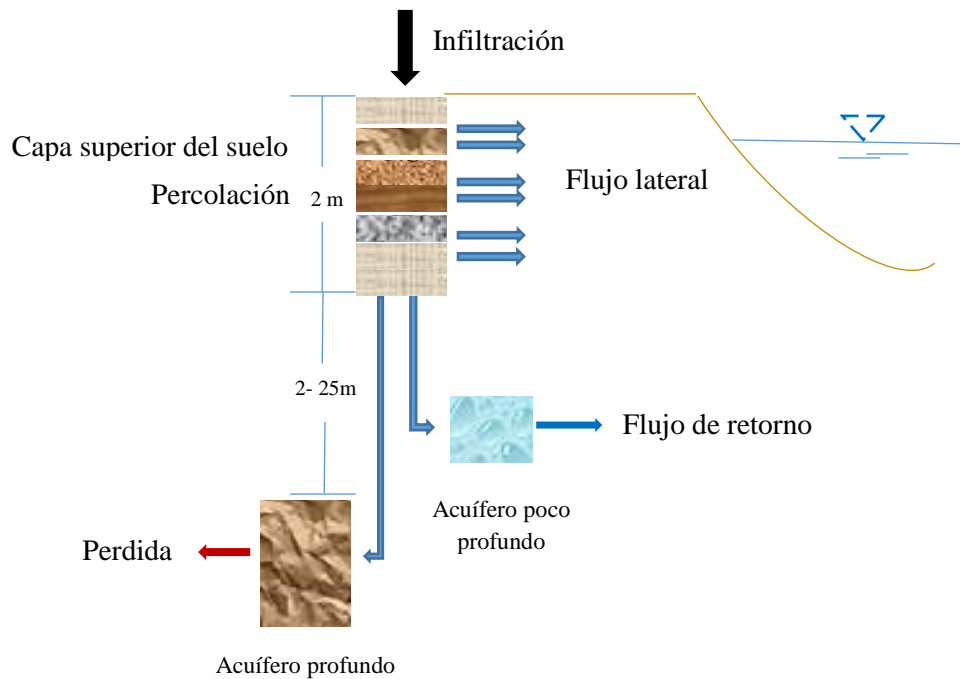 Infiltración
Capa superior del suelo
Percolación
2 m
Flujo lateral
2- 25m
Flujo de retorno
Acuífero poco
profundo
Perdida
Acuífero profundo